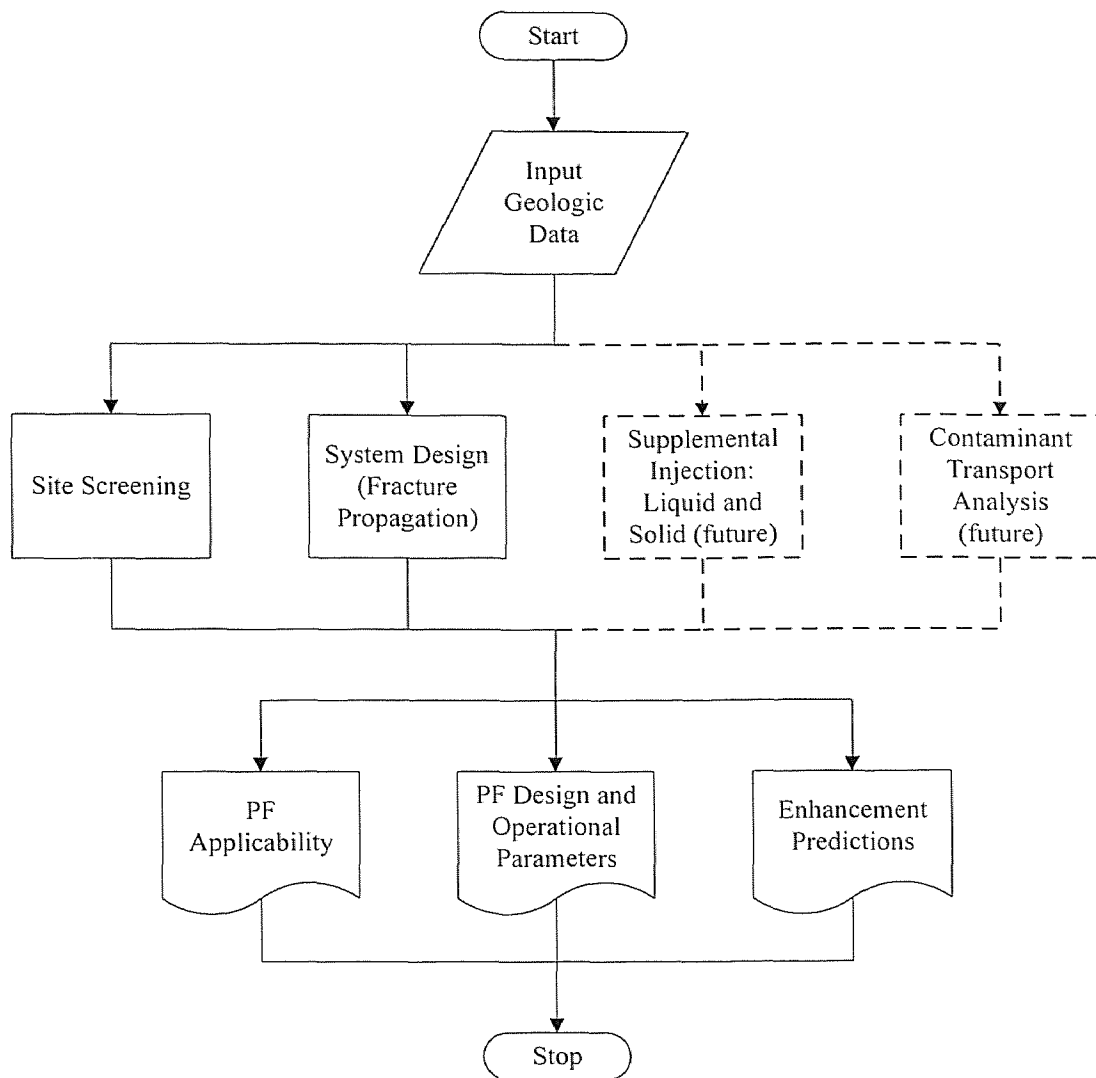 Start
Input
Geologic
Data
Site Screening
System Design
(Fracture
Propagation)
Supplemental
Injection:
Liquid and
Solid (future)
Contaminant
Transport
Analysis
(future)
PF
Applicability
PF Design and
Operational
Parameters
Enhancement
Predictions
Stop